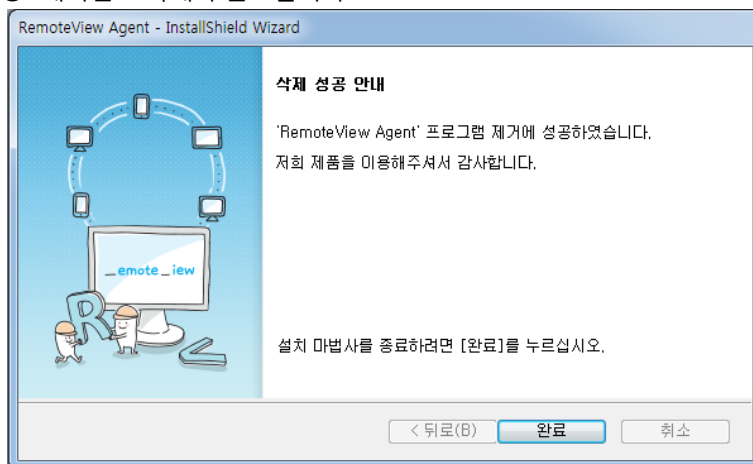 RemoteView Agent - InstallShield Wizard
삭제 성공 안내
'RemoteView Agent' 프로그램 제거에 성공하였습니다.
저희 제품을 이용해주셔서 감사합니다.
_emote_iew
R
V
설치 마법사를 종료하려면 [완료]를 누르십시오.
< 뒤로(B)
완료
취소